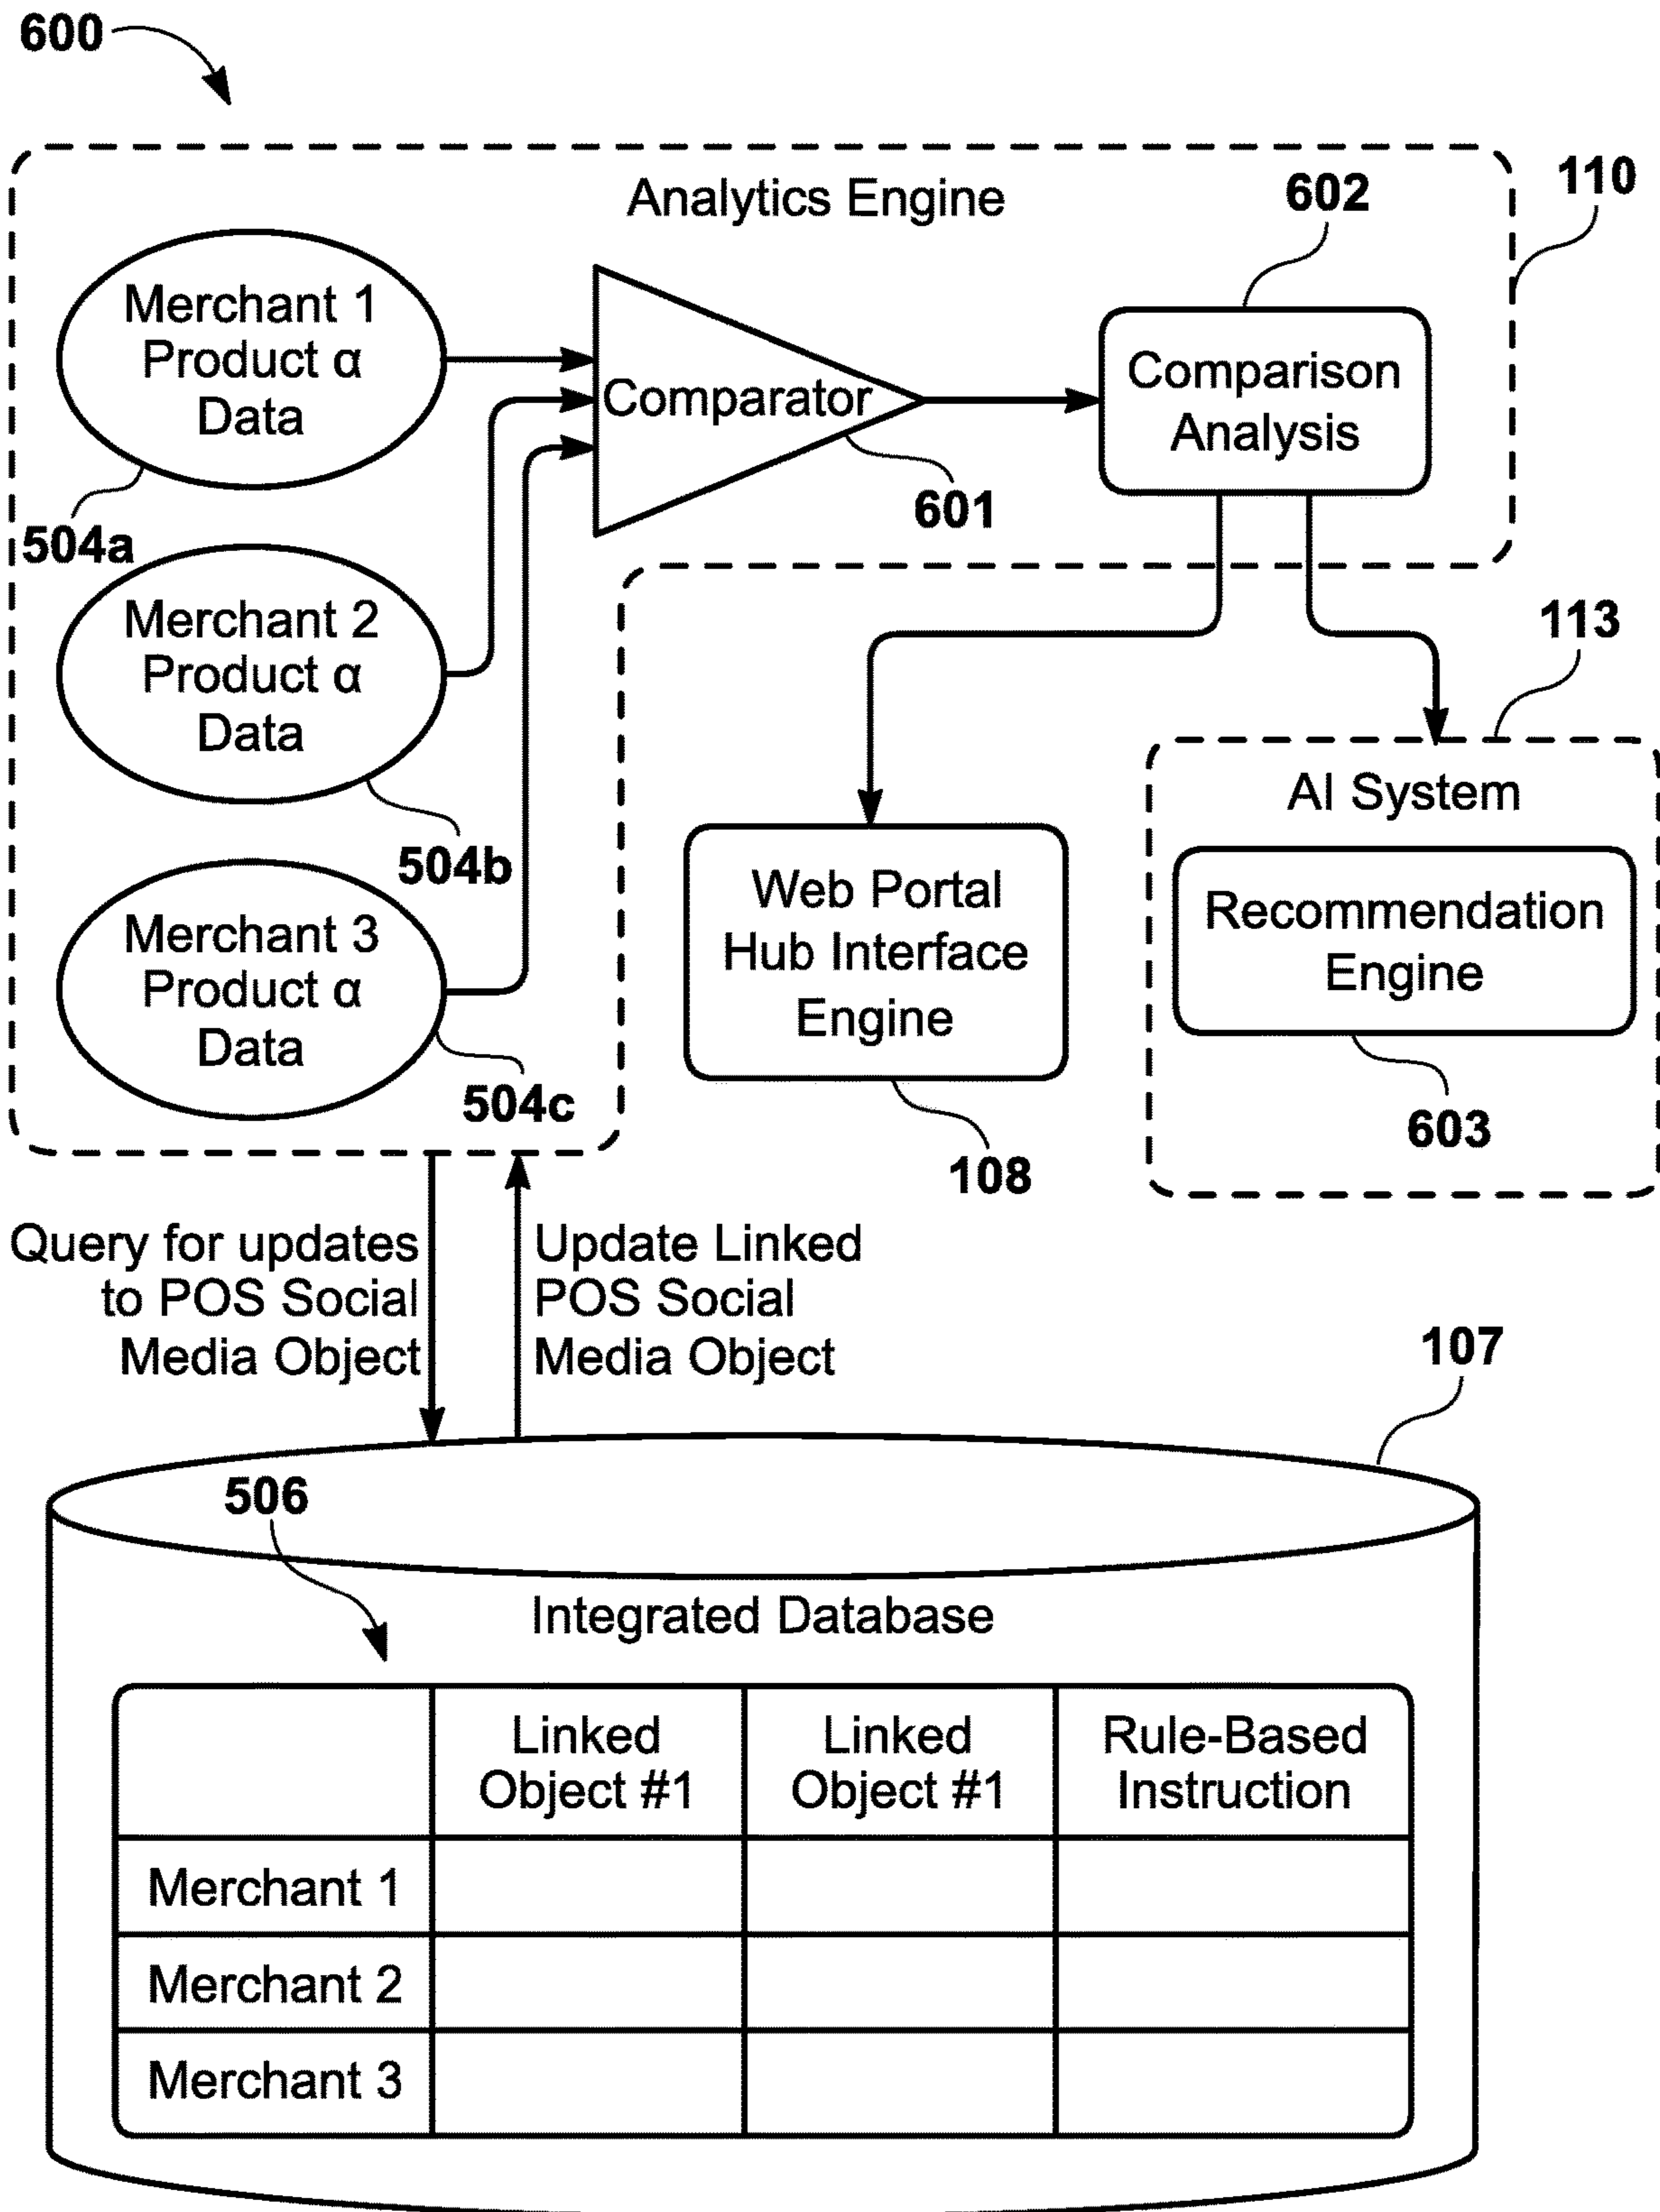 600
Analytics Engine
110
602
Merchant 1
Product α
Data
504a
Comparator
601
Comparison
Analysis
Merchant 2
Product α
Data
504b
Merchant 3
Product α
Data
504c
Web Portal
Hub Interface
Engine
108
113
AI System
Recommendation
Engine
603
Query for updates
to POS Social
Media Object
Update Linked
POS Social
Media Object
107
506
Integrated Database
Linked
Object #1
Linked
Object #1
Rule-Based
Instruction
Merchant 1
Merchant 2
Merchant 3